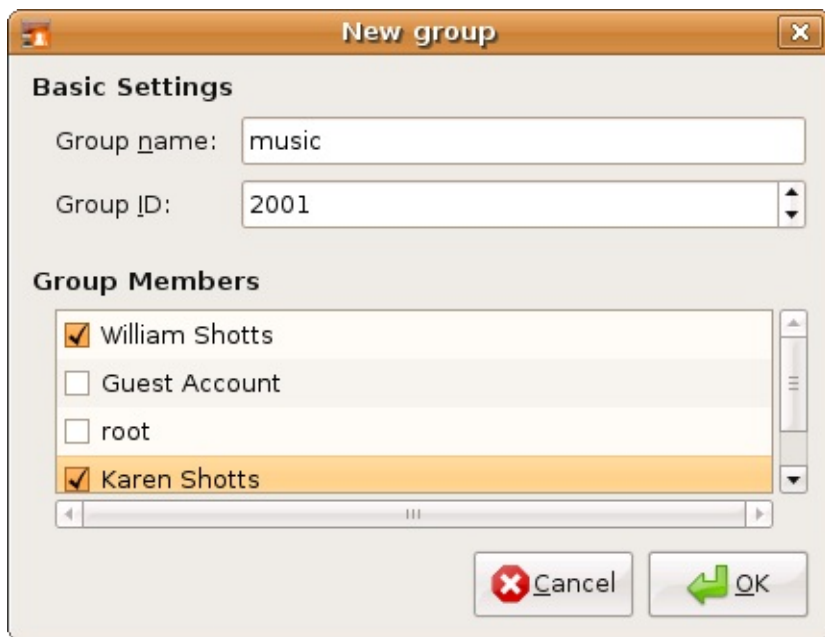 New group
Basic Settings
Group name: music
Group ID: 2001
Group Members
William Shotts
Guest Account
root
Karen Shotts
Cancel OK